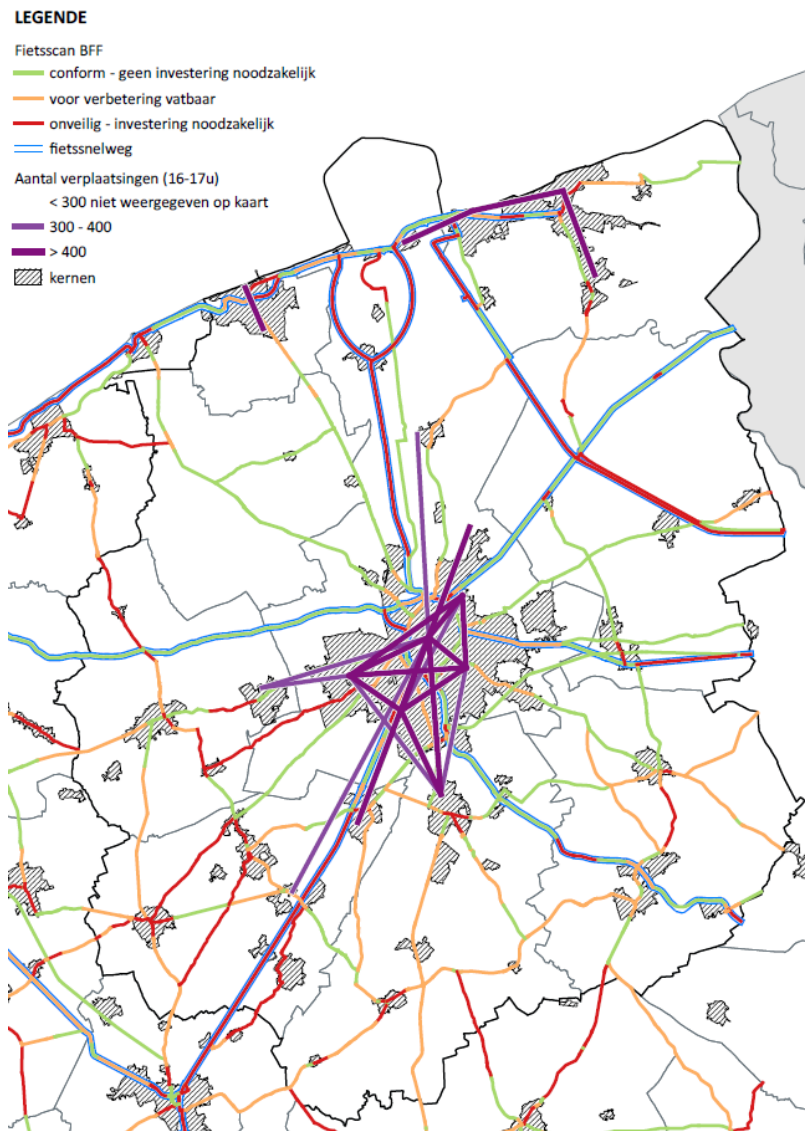 LEGENDE
Fietsscan BFF
conform - geen investering noodzakelijk
voor verbetering vatbaar
onveilig - investering noodzakelijk
fietssnelweg
Aantal verplaatsingen (16-17u)
< 300 niet weergegeven op kaart
300 - 400
> 400
kernen